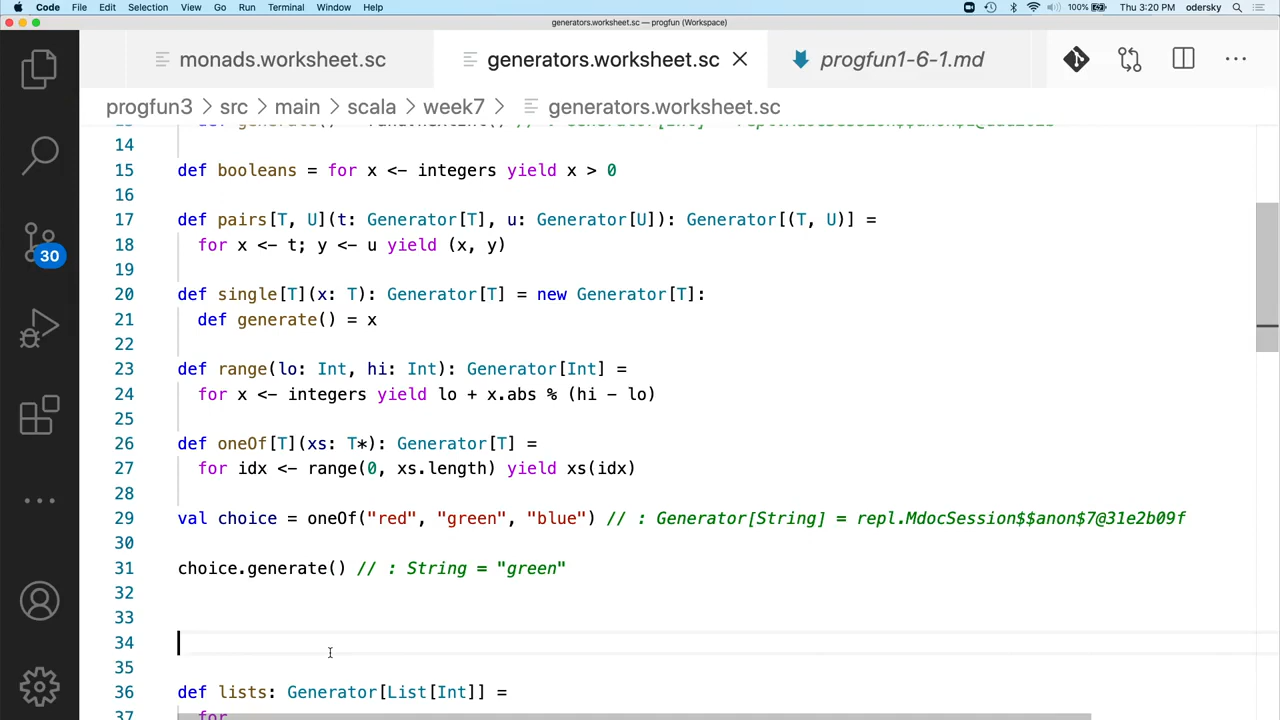 Code File Edit Selection View Go Run Terminal Window Help 100% Thu 3:20 PM odersky
generators.worksheet.sc — progfun (Workspace)
monads.worksheet.sc generators.worksheet.sc progfun1-6-1.md
progfun3 > src > main > scala > week7 > generators.worksheet.sc
14
15 def booleans = for x <- integers yield x > 0
16
17 def pairs[T, U](t: Generator[T], u: Generator[U]): Generator[(T, U)] =
18 for x <- t; y <- u yield (x, y)
19
20 def single[T](x: T): Generator[T] = new Generator[T]:
21 def generate() = x
22
23 def range(lo: Int, hi: Int): Generator[Int] =
24 for x <- integers yield lo + x.abs % (hi - lo)
25
26 def oneOf[T](xs: T*): Generator[T] =
27 for idx <- range(0, xs.length) yield xs(idx)
28
29 val choice = oneOf("red", "green", "blue") // : Generator[String] = repl.MdocSession$$anon$7@31e2b09f
30
31 choice.generate() // : String = "green"
32
33
34
35
36 def lists: Generator[List[Int]] =
37 for
30